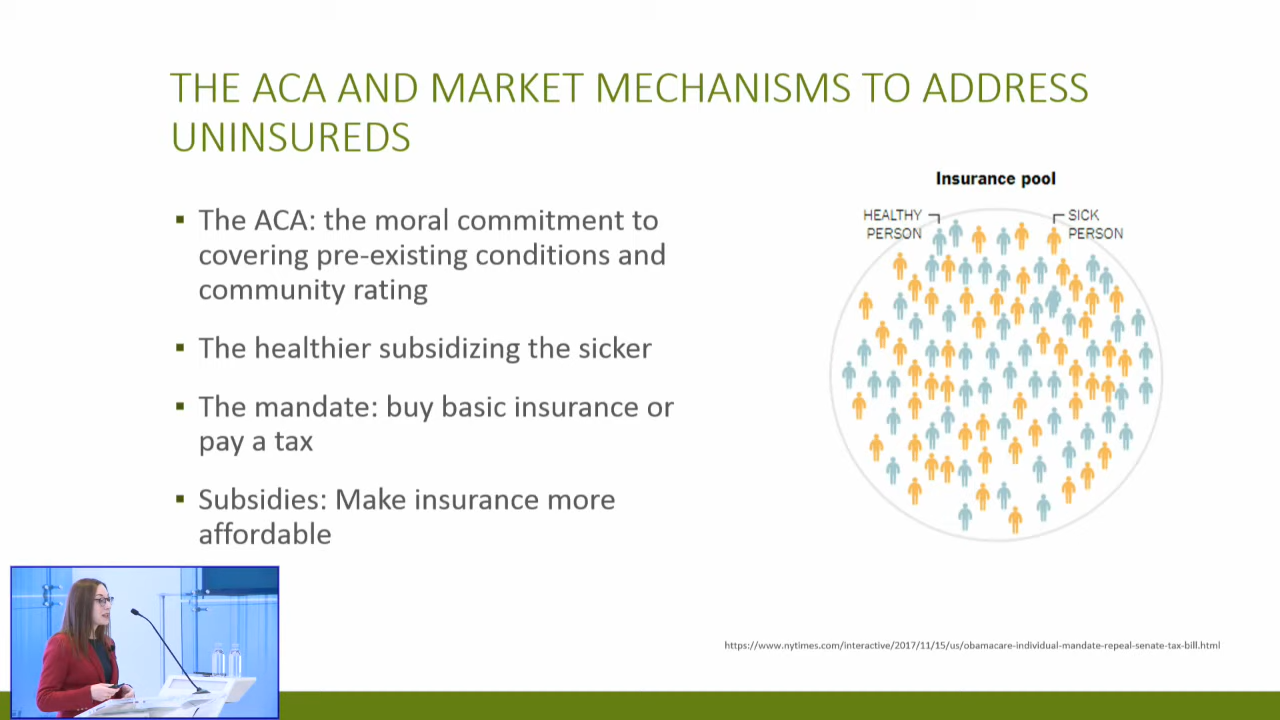 THE ACA AND MARKET MECHANISMS TO ADDRESS
UNINSUREDS
▪ The ACA: the moral commitment to
covering pre-existing conditions and
community rating
▪ The healthier subsidizing the sicker
▪ The mandate: buy basic insurance or
pay a tax
▪ Subsidies: Make insurance more
affordable
Insurance pool
HEALTHY
PERSON
SICK
PERSON
https://www.nytimes.com/interactive/2017/11/15/us/obamacare-individual-mandate-repeal-senate-tax-bill.html